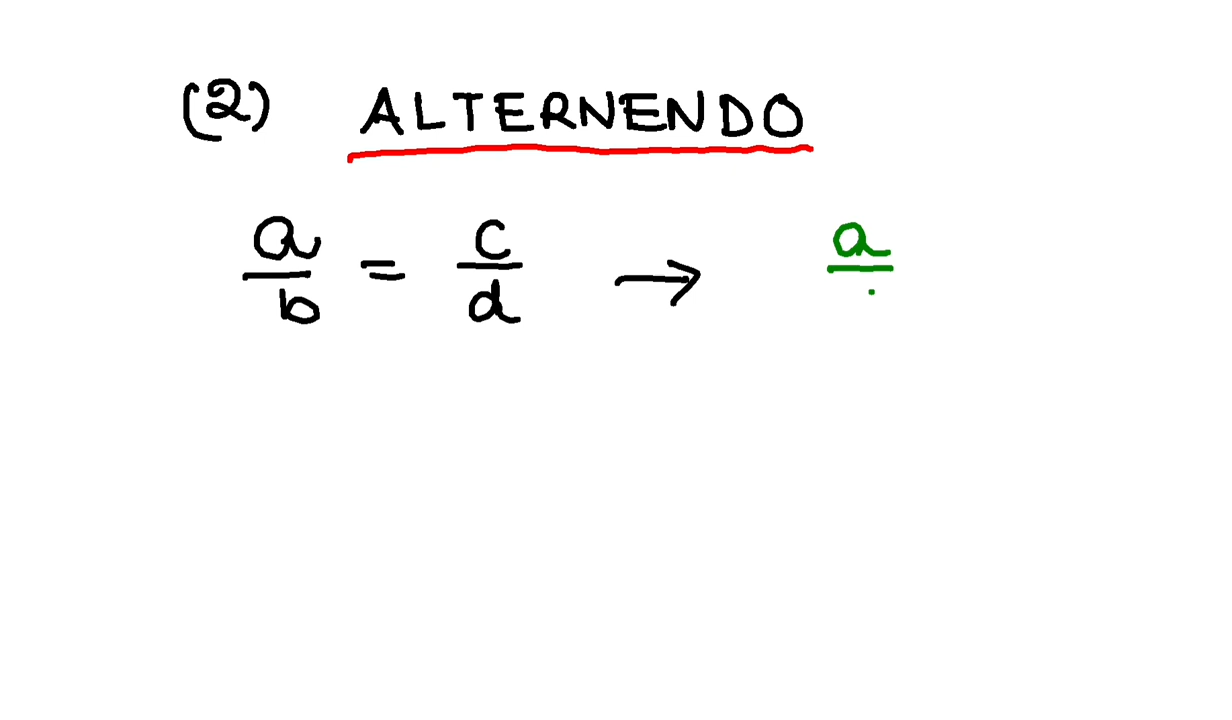 (2) ALTERNENDO
a/b = c/d → a/